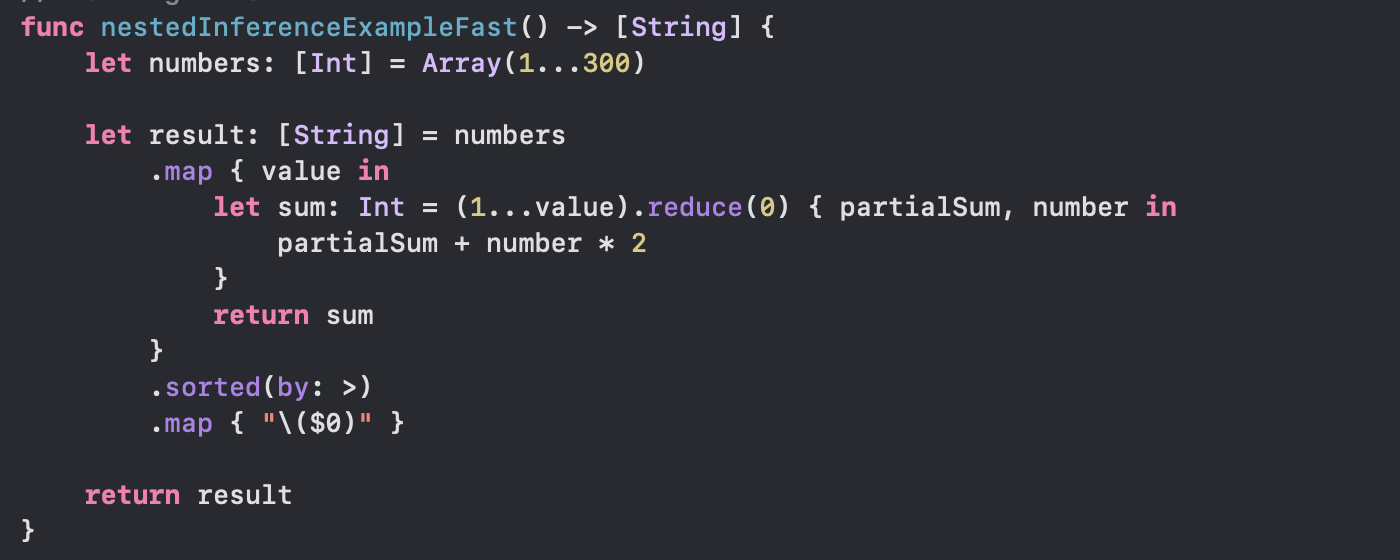 func nestedInferenceExampleFast() -> [String] {
    let numbers: [Int] = Array(1...300)

    let result: [String] = numbers
        .map { value in
            let sum: Int = (1...value).reduce(0) { partialSum, number in
                partialSum + number * 2
            }
            return sum
        }
        .sorted(by: >)
        .map { "\($0)" }

    return result
}